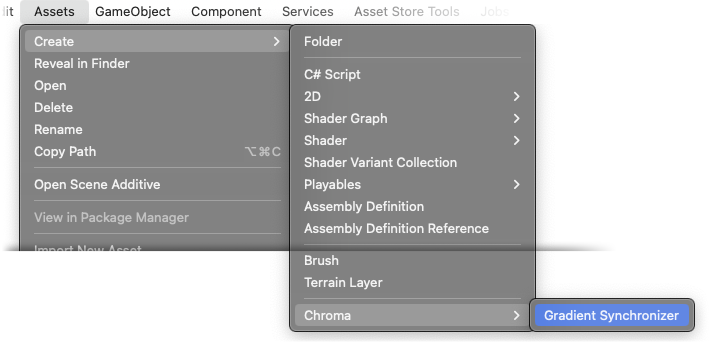 lit Assets GameObject Component Services Asset Store Tools Jobs
Create
Reveal in Finder
Open
Delete
Rename
Copy Path ⌥⌘C
Open Scene Additive
View in Package Manager
Import New Asset
Folder
C# Script
2D
Shader Graph
Shader
Shader Variant Collection
Playables
Assembly Definition
Assembly Definition Reference
Brush
Terrain Layer
Chroma
Gradient Synchronizer